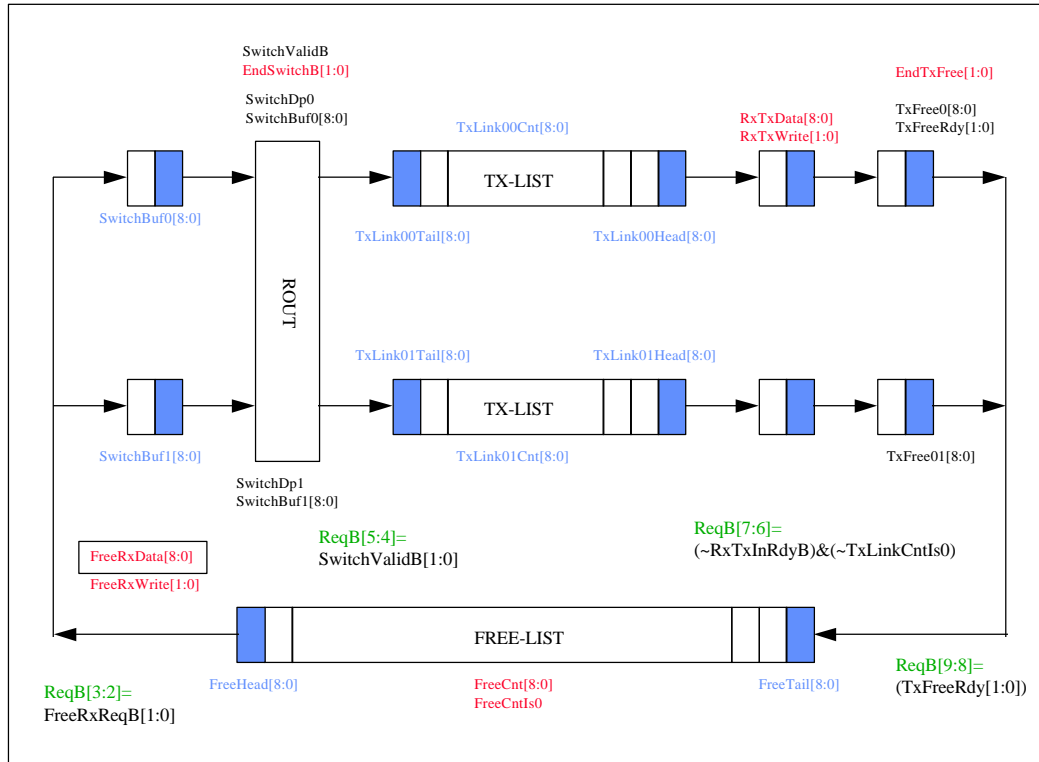 SwitchValidB
EndSwitchB[1:0]
SwitchDp0
SwitchBuf0[8:0]
EndTxFree[1:0]
TxFree0[8:0]
TxFreeRdy[1:0]
RxTxData[8:0]
RxTxWrite[1:0]
TxLink00Cnt[8:0]
TX-LIST
SwitchBuf0[8:0]
TxLink00Tail[8:0]
TxLink00Head[8:0]
ROUT
TxLink01Tail[8:0]
TxLink01Head[8:0]
TX-LIST
SwitchBuf1[8:0]
TxLink01Cnt[8:0]
TxFree01[8:0]
SwitchDp1
SwitchBuf1[8:0]
ReqB[5:4]=
SwitchValidB[1:0]
ReqB[7:6]=
(~RxTxInRdyB)&(~TxLinkCntIs0)
FreeRxData[8:0]
FreeRxWrite[1:0]
FREE-LIST
FreeHead[8:0]
FreeCnt[8:0]
FreeCntIs0
FreeTail[8:0]
ReqB[9:8]=
(TxFreeRdy[1:0])
ReqB[3:2]=
FreeRxReqB[1:0]